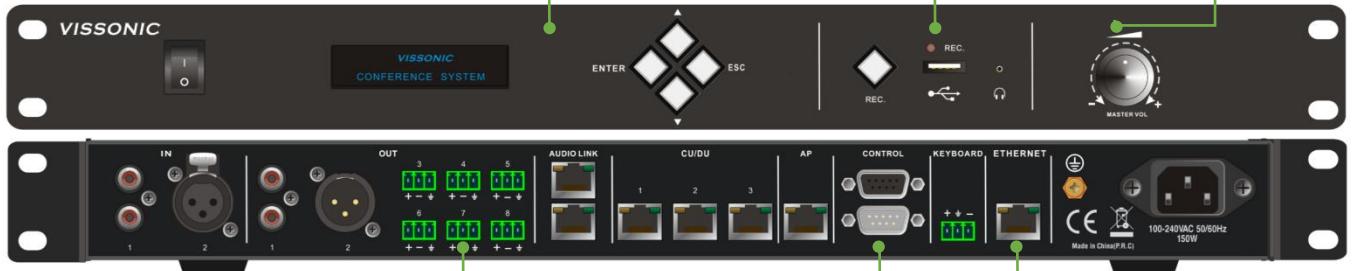 VISSONIC
I
O
VISSONIC
CONFERENCE SYSTEM
ENTER
ESC
REC.
REC.
MASTER VOL
- +
IN
OUT
AUDIO LINK
CU/DU
AP
CONTROL
KEYBOARD
ETHERNET
3 4 5
1 2 3
+ - + - + -
6 7 8
+ -
+ - + - + -
1 2 1 2
CE
100-240VAC 50/60Hz
150W
Made in China(P.R.C)